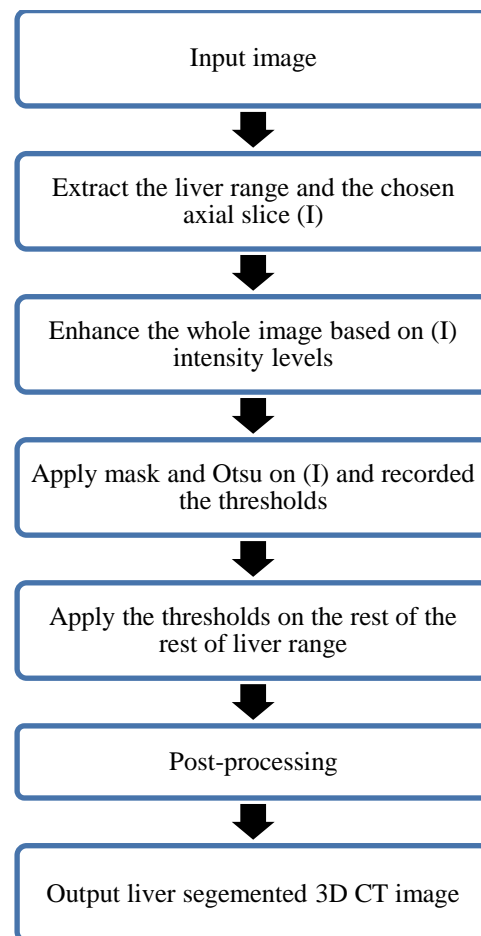 Input image
Extract the liver range and the chosen
axial slice (I)
Enhance the whole image based on (I)
intensity levels
Apply mask and Otsu on (I) and recorded
the thresholds
Apply the thresholds on the rest of the
rest of liver range
Post-processing
Output liver segemented 3D CT image